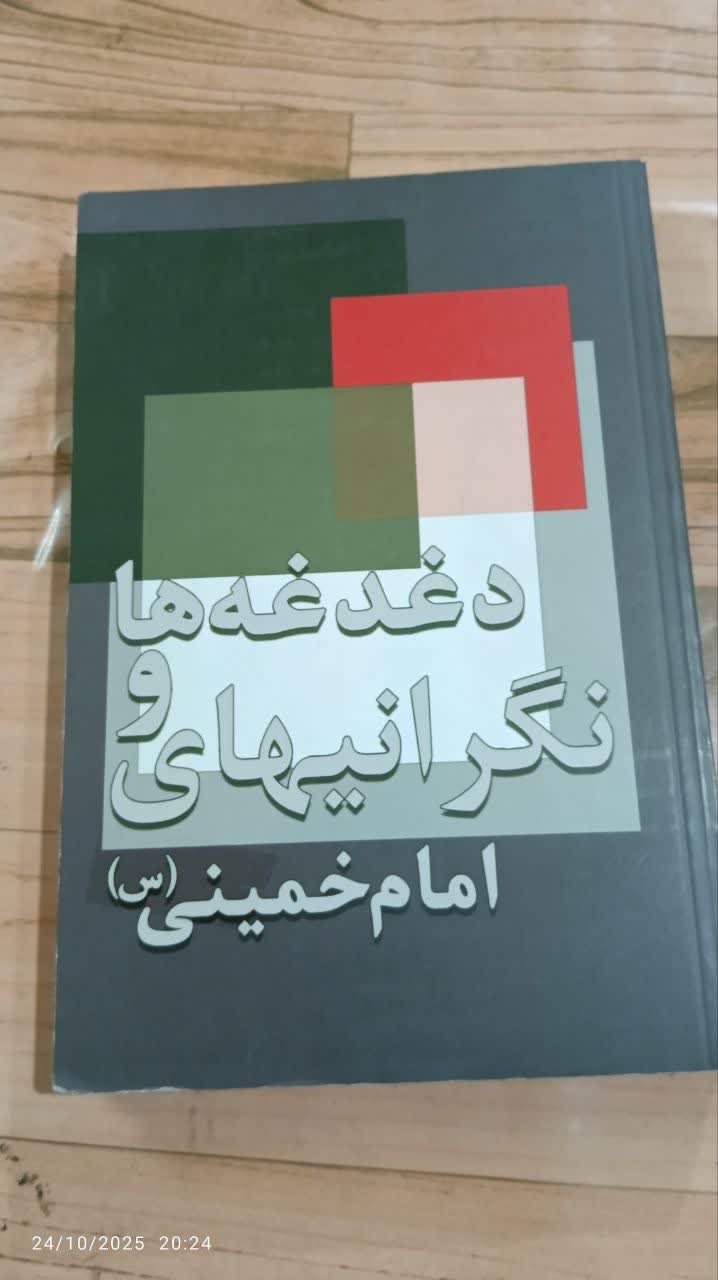 دغدغه‌ها
و
نگرانیهای
امام‌خمینی(س)
24/10/2025 20:24